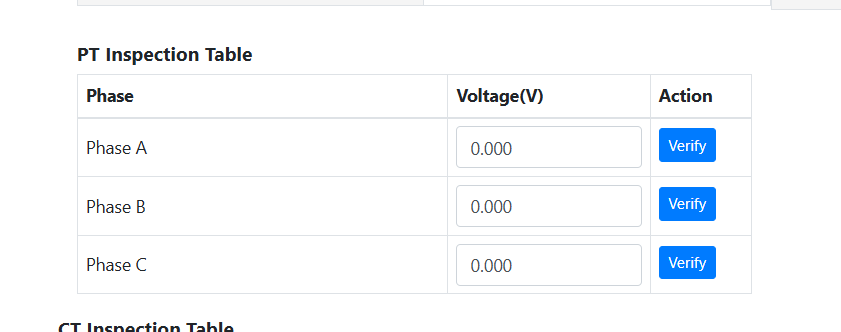 PT Inspection Table
Phase Voltage(V) Action
Phase A 0.000 Verify
Phase B 0.000 Verify
Phase C 0.000 Verify
CT Inspection Table